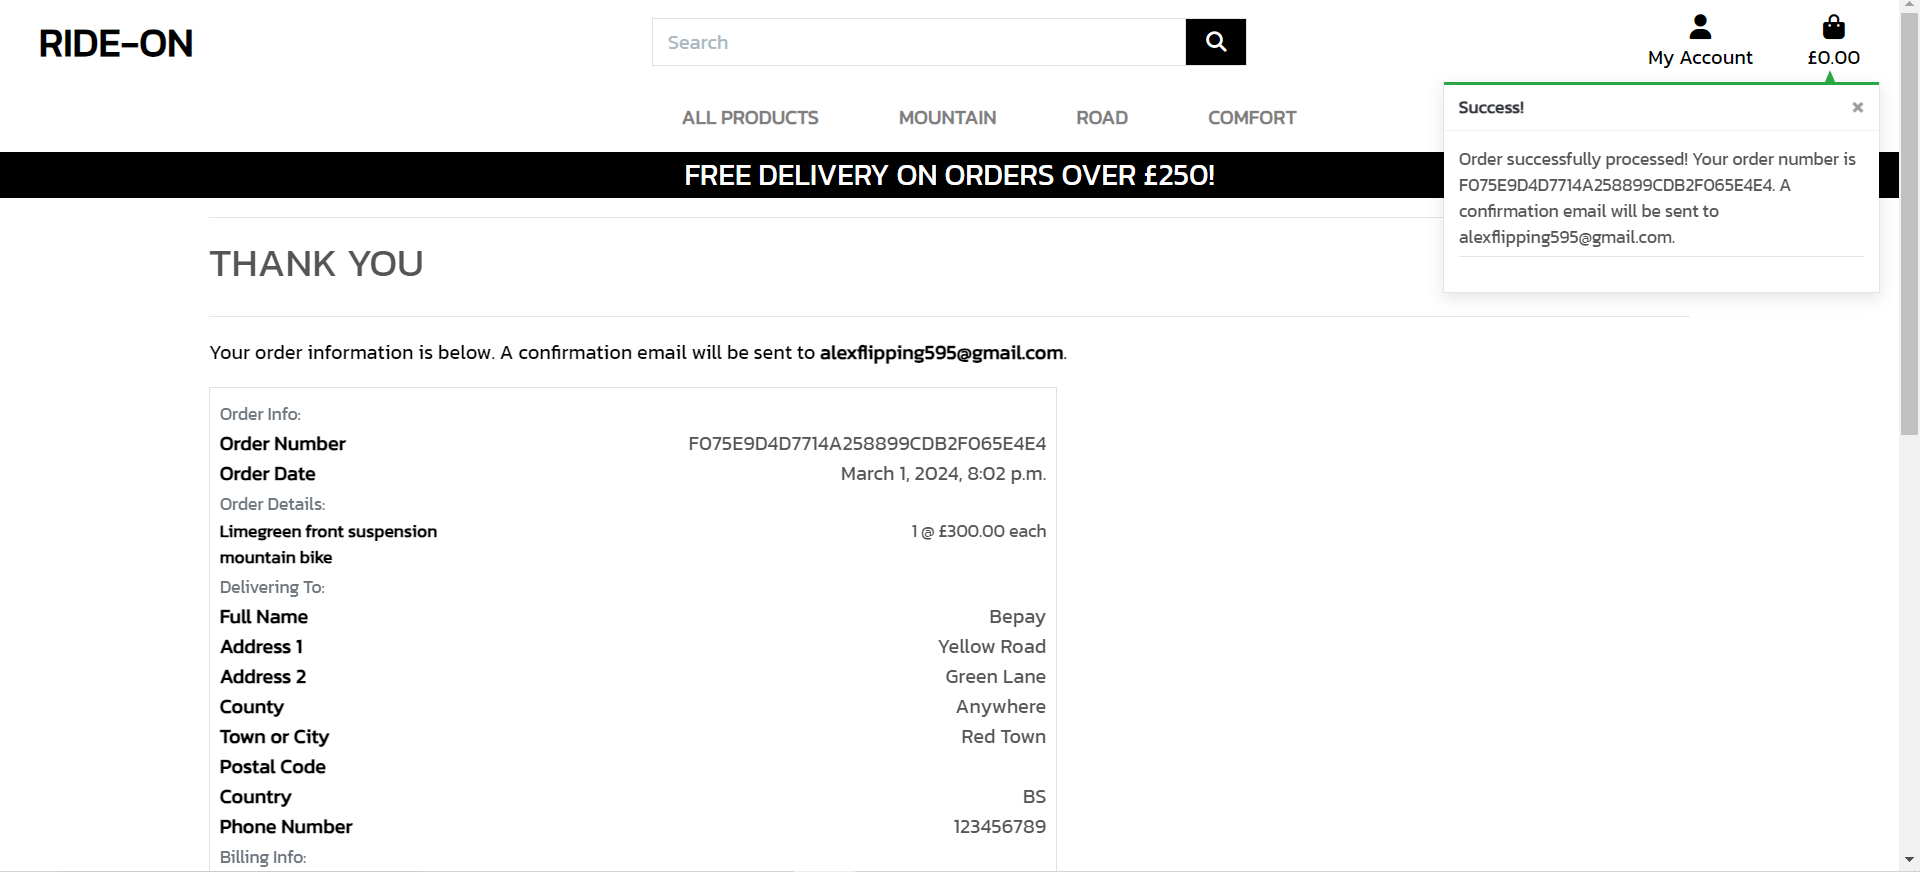 RIDE-ON
Search
My Account
£0.00
ALL PRODUCTS
MOUNTAIN
ROAD
COMFORT
Success!
×
Order successfully processed! Your order number is
F075E9D4D7714A258899CDB2F065E4E4. A
confirmation email will be sent to
alexflipping595@gmail.com.
FREE DELIVERY ON ORDERS OVER £250!
THANK YOU
Your order information is below. A confirmation email will be sent to alexflipping595@gmail.com.
Order Info:
Order Number F075E9D4D7714A258899CDB2F065E4E4
Order Date March 1, 2024, 8:02 p.m.
Order Details:
Limegreen front suspension 1 @ £300.00 each
mountain bike
Delivering To:
Full Name Bepay
Address 1 Yellow Road
Address 2 Green Lane
County Anywhere
Town or City Red Town
Postal Code
Country BS
Phone Number 123456789
Billing Info: